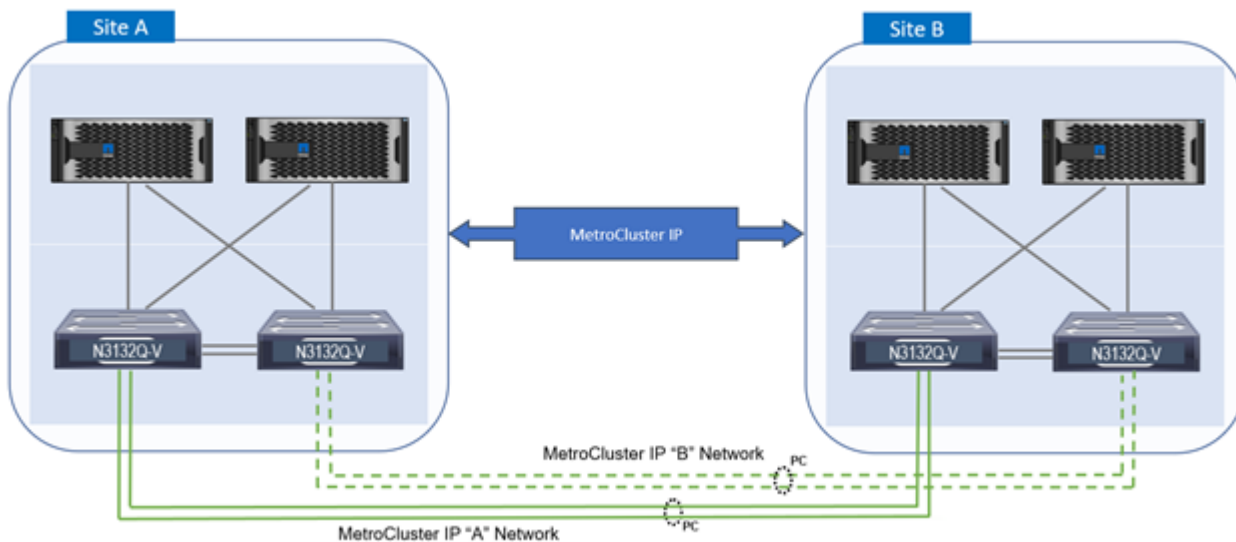 Site A
Site B
MetroCluster IP
N3132Q-V
N3132Q-V
N3132Q-V
N3132Q-V
MetroCluster IP “B” Network
PC
MetroCluster IP “A” Network
PC